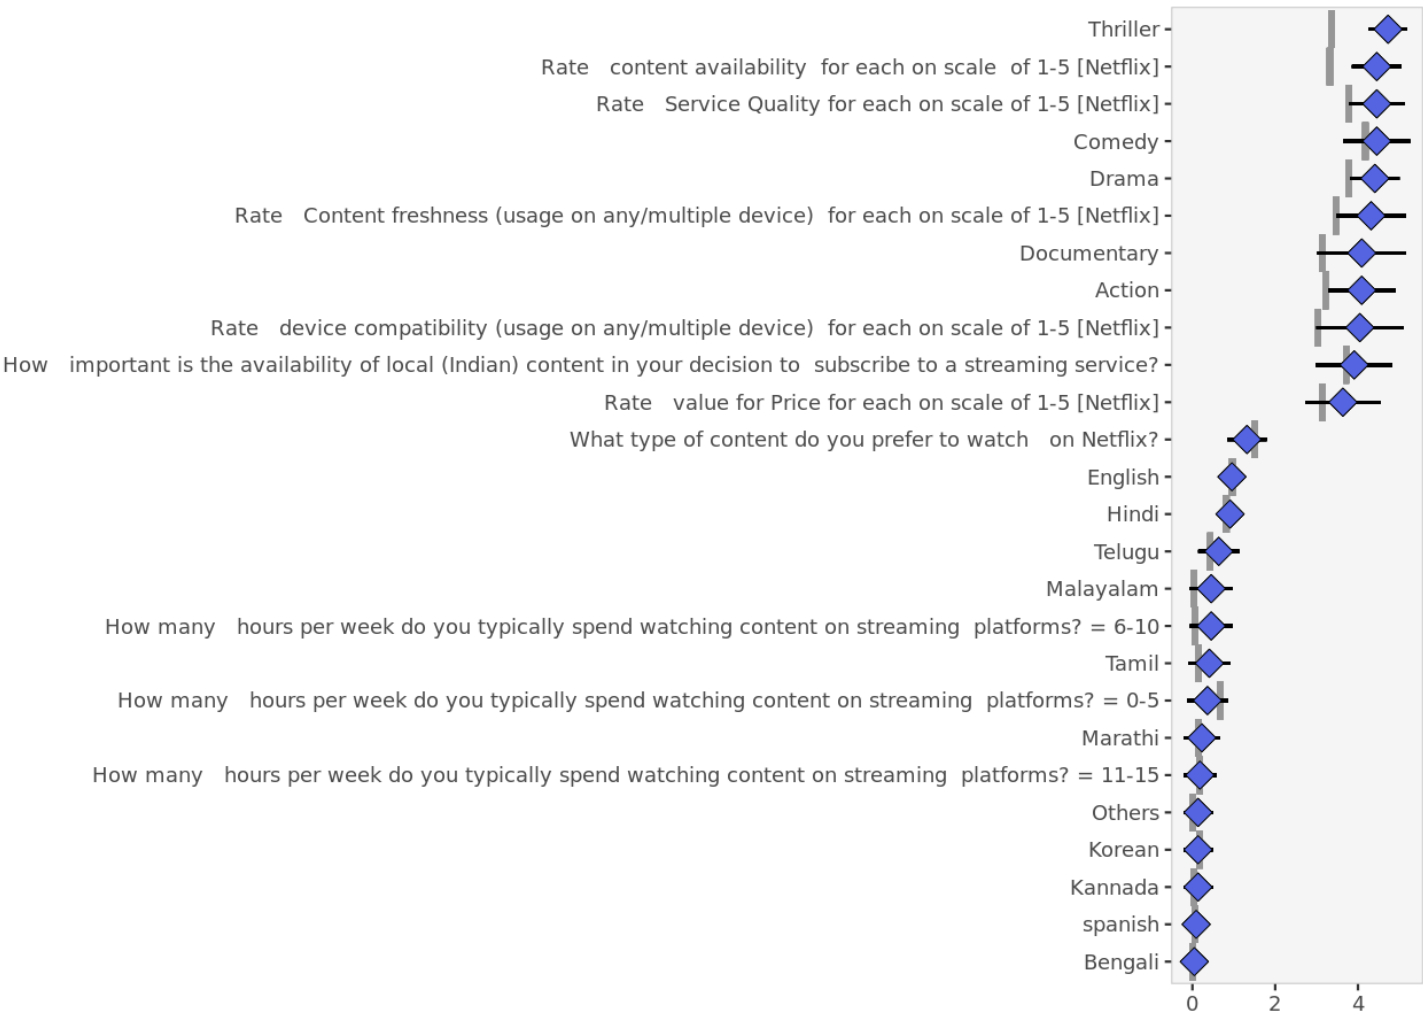 Thriller
Rate content availability for each on scale of 1-5 [Netflix]
Rate Service Quality for each on scale of 1-5 [Netflix]
Comedy
Drama
Rate Content freshness (usage on any/multiple device) for each on scale of 1-5 [Netflix]
Documentary
Action
Rate device compatibility (usage on any/multiple device) for each on scale of 1-5 [Netflix]
How important is the availability of local (Indian) content in your decision to subscribe to a streaming service?
Rate value for Price for each on scale of 1-5 [Netflix]
What type of content do you prefer to watch on Netflix?
English
Hindi
Telugu
Malayalam
How many hours per week do you typically spend watching content on streaming platforms? = 6-10
Tamil
How many hours per week do you typically spend watching content on streaming platforms? = 0-5
Marathi
How many hours per week do you typically spend watching content on streaming platforms? = 11-15
Others
Korean
Kannada
spanish
Bengali
0 2 4